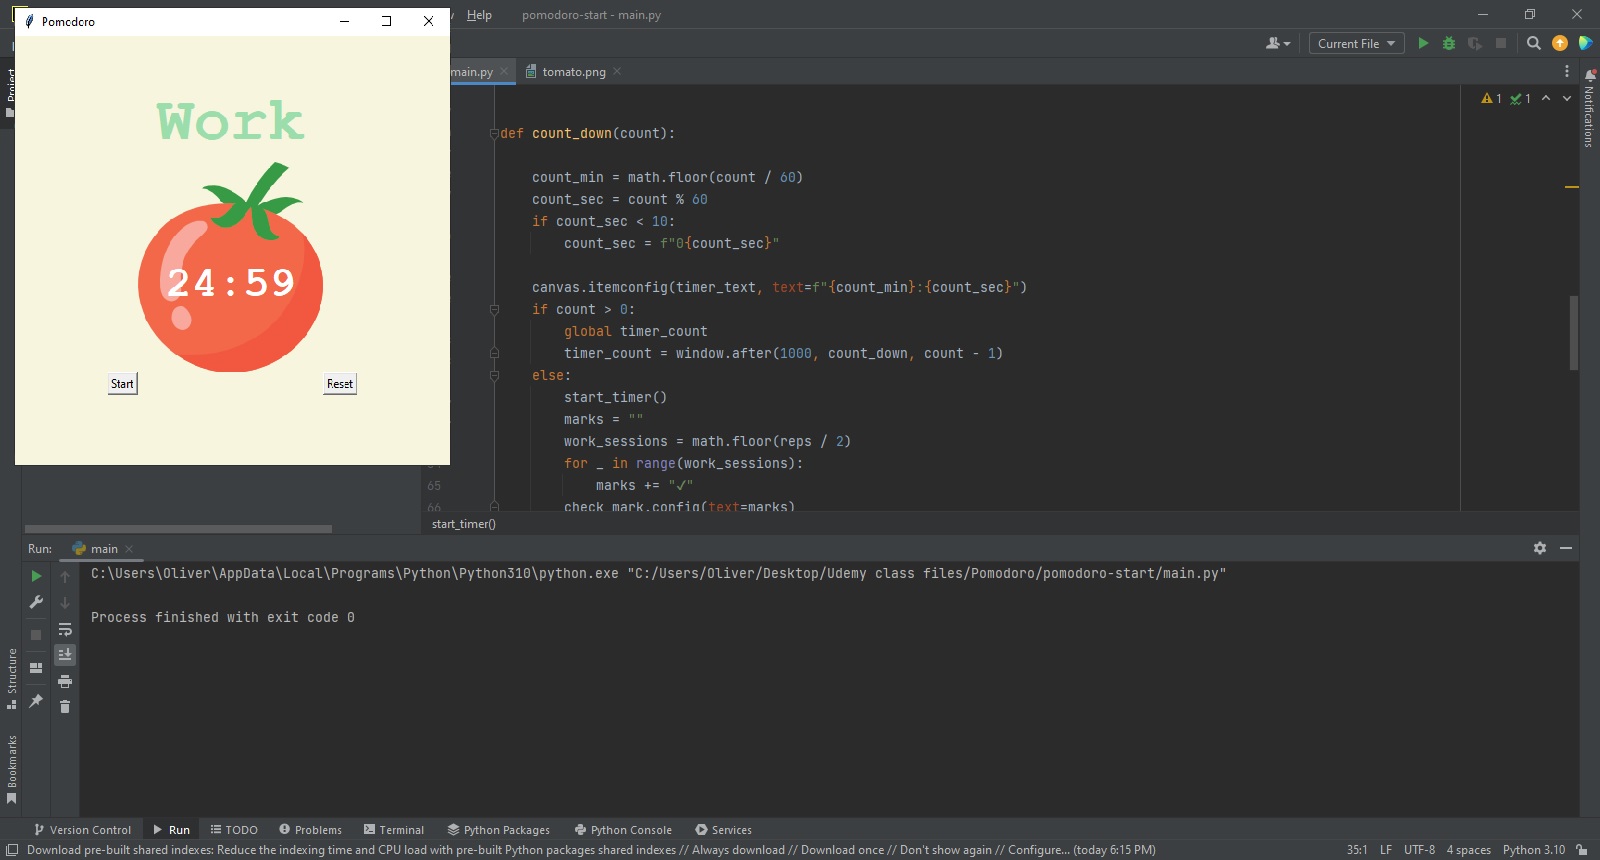 Pomodoro
Help
pomodoro-start - main.py
Current File
main.py
tomato.png
Project
Notifications
1
1
Work
24:59
Start
Reset
def count_down(count):
count_min = math.floor(count / 60)
count_sec = count % 60
if count_sec < 10:
count_sec = f"0{count_sec}"
canvas.itemconfig(timer_text, text=f"{count_min}:{count_sec}")
if count > 0:
global timer_count
timer_count = window.after(1000, count_down, count - 1)
else:
start_timer()
marks = ""
work_sessions = math.floor(reps / 2)
for _ in range(work_sessions):
65
marks += "✓"
66
check_mark.config(text=marks)
start_timer()
Run:
main
C:\Users\Oliver\AppData\Local\Programs\Python\Python310\python.exe "C:/Users/Oliver/Desktop/Udemy class files/Pomodoro/pomodoro-start/main.py"
Process finished with exit code 0
Structure
Bookmarks
Version Control
Run
TODO
Problems
Terminal
Python Packages
Python Console
Services
Download pre-built shared indexes: Reduce the indexing time and CPU load with pre-built Python packages shared indexes // Always download // Download once // Don't show again // Configure... (today 6:15 PM)
35:1
LF
UTF-8
4 spaces
Python 3.10